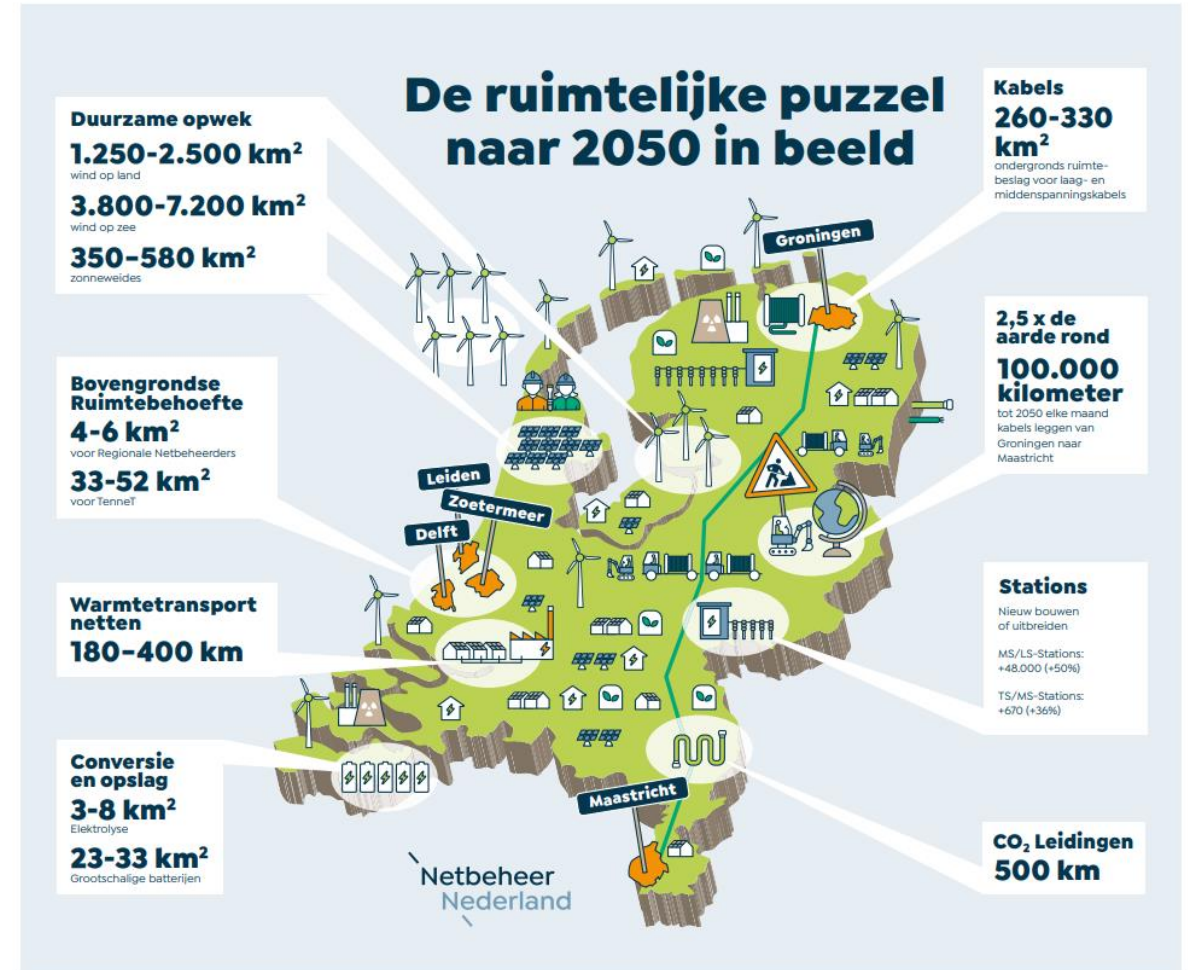 De ruimtelijke puzzel
naar 2050 in beeld
Duurzame opwek
1.250-2.500 km²
wind op land
3.800-7.200 km²
wind op zee
350-580 km²
zonneweides
Bovengrondse
Ruimtebehoefte
4-6 km²
voor Regionale Netbeheerders
33-52 km²
voor TenneT
Warmtetransport
netten
180-400 km
Conversie
en opslag
3-8 km²
Elektrolyse
23-33 km²
Grootschalige batterijen
Groningen
Leiden
Zoetermeer
Delft
Maastricht
Netbeheer
Nederland
Kabels
260-330
km²
ondergronds ruimte-
beslag voor laag- en
middenspanningskabels
2,5 x de
aarde rond
100.000
kilometer
tot 2050 elke maand
kabels leggen van
Groningen naar
Maastricht
Stations
Nieuw bouwen
of uitbreiden
MS/LS-Stations:
+48.000 (+50%)
TS/MS-Stations:
+670 (+36%)
CO₂ Leidingen
500 km